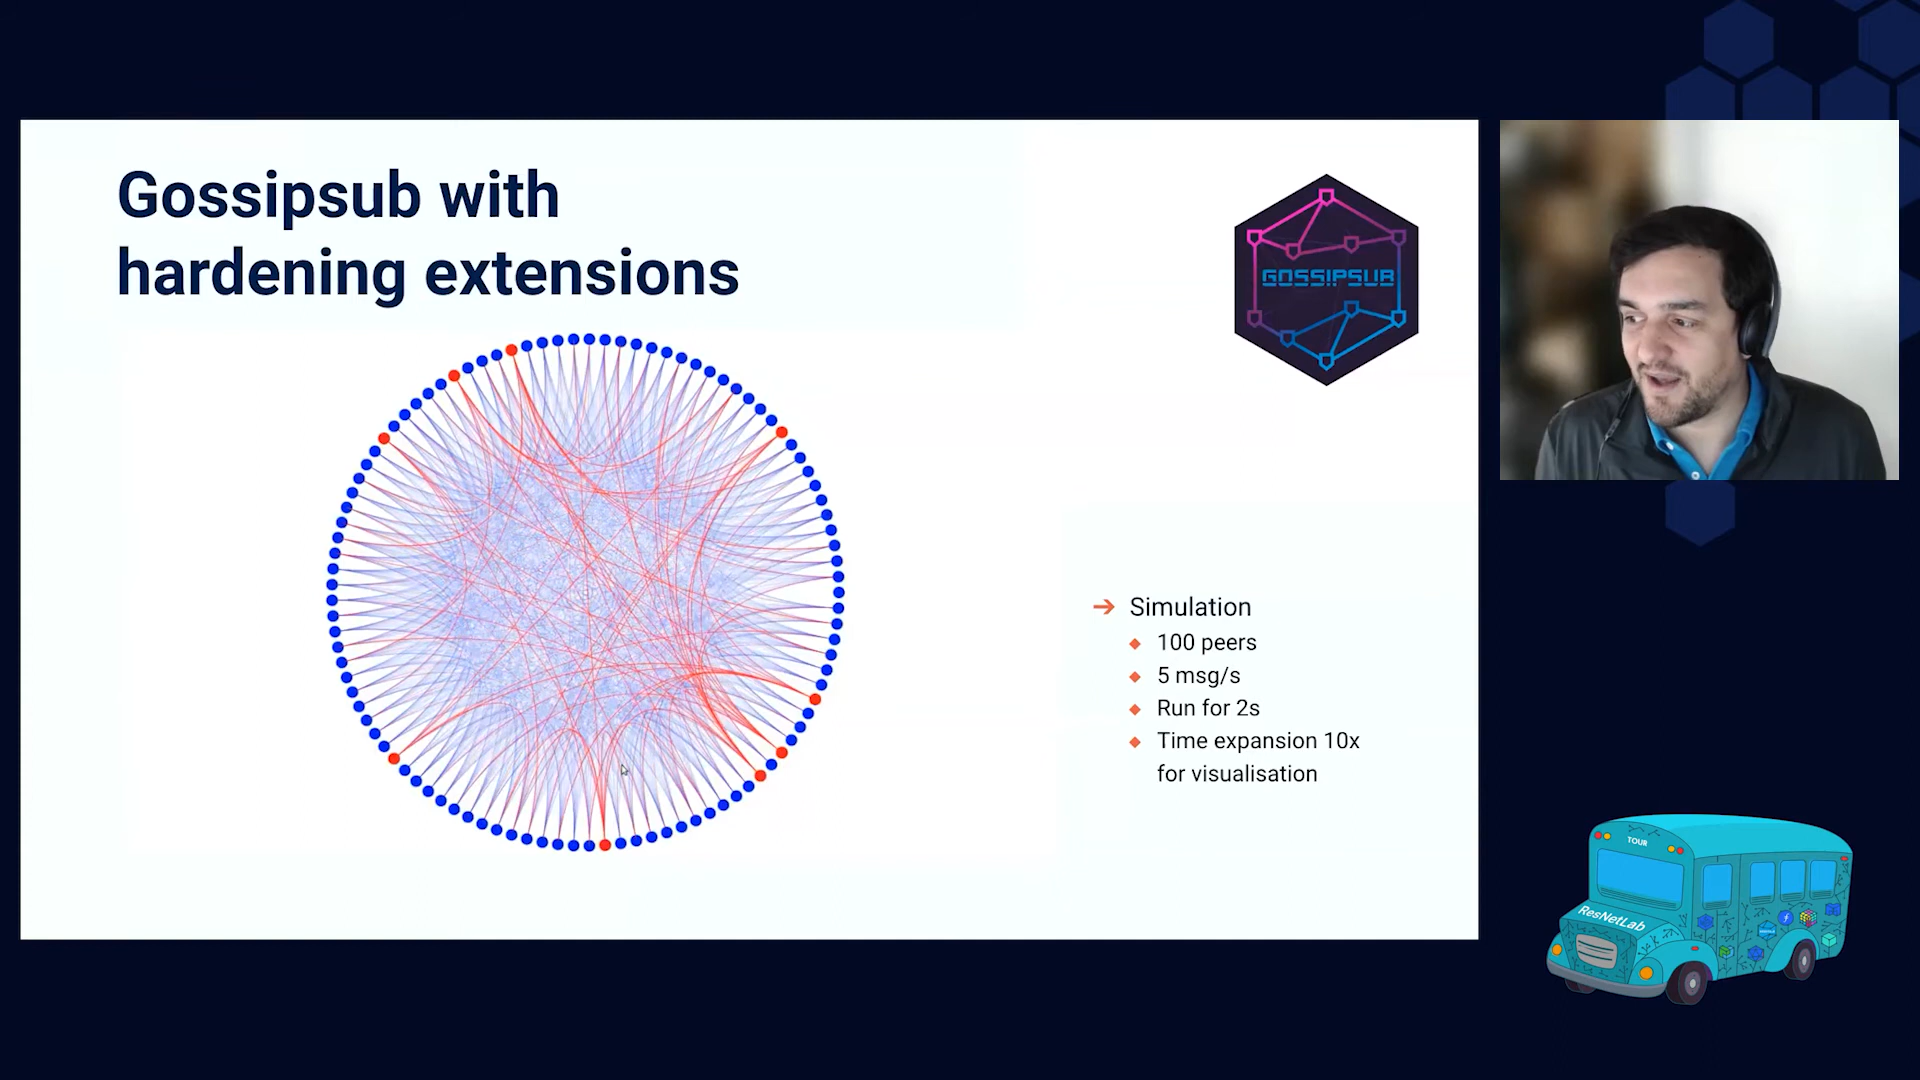 Gossipsub with
hardening extensions
GOSSIPSUB
Simulation
100 peers
5 msg/s
Run for 2s
Time expansion 10x
for visualisation
TOUR
ResNetLab